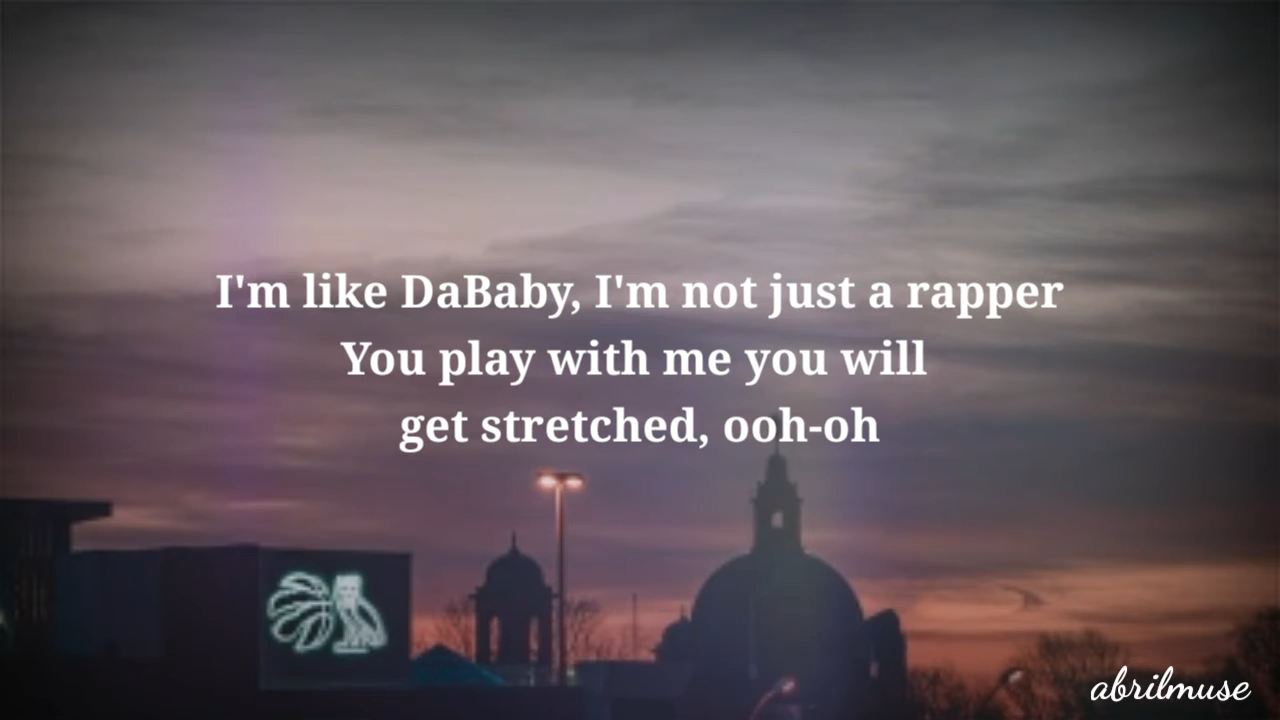 I'm like DaBaby, I'm not just a rapper
You play with me you will
get stretched, ooh-oh
abrilmuse